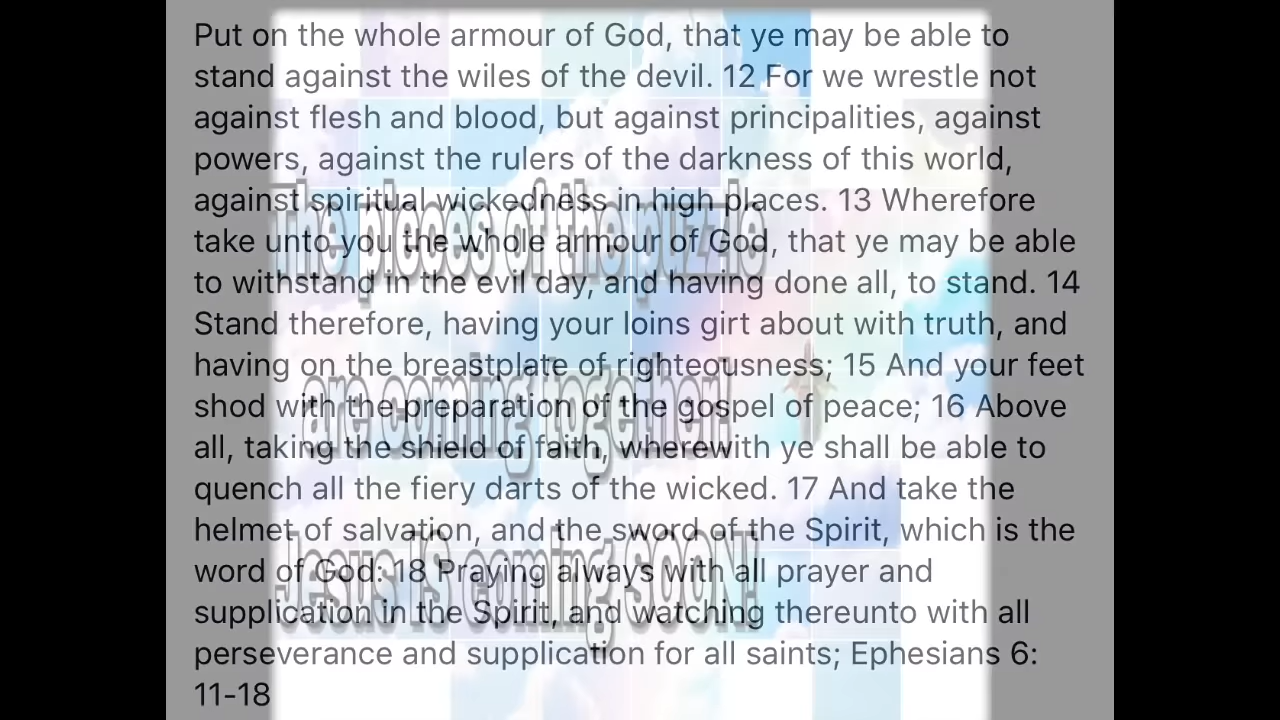 Put on the whole armour of God, that ye may be able to
stand against the wiles of the devil. 12 For we wrestle not
against flesh and blood, but against principalities, against
powers, against the rulers of the darkness of this world,
against spiritual wickedness in high places. 13 Wherefore
take unto you the whole armour of God, that ye may be able
to withstand in the evil day, and having done all, to stand. 14
Stand therefore, having your loins girt about with truth, and
having on the breastplate of righteousness; 15 And your feet
shod with the preparation of the gospel of peace; 16 Above
all, taking the shield of faith, wherewith ye shall be able to
quench all the fiery darts of the wicked. 17 And take the
helmet of salvation, and the sword of the Spirit, which is the
word of God: 18 Praying always with all prayer and
supplication in the Spirit, and watching thereunto with all
perseverance and supplication for all saints; Ephesians 6:
11-18
The pieces of the puzzle
are coming together!
Jesus IS coming SOON!